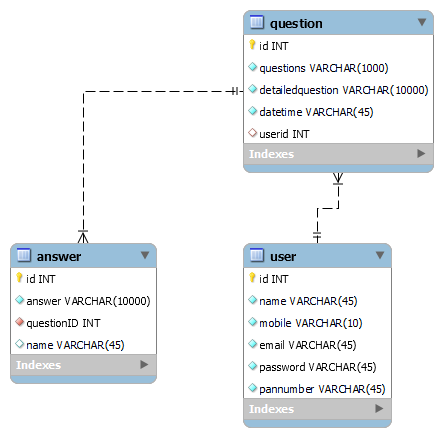 question
id INT
questions VARCHAR(1000)
detailedquestion VARCHAR(10000)
datetime VARCHAR(45)
userid INT
Indexes
answer
id INT
answer VARCHAR(10000)
questionID INT
name VARCHAR(45)
Indexes
user
id INT
name VARCHAR(45)
mobile VARCHAR(10)
email VARCHAR(45)
password VARCHAR(45)
pannumber VARCHAR(45)
Indexes